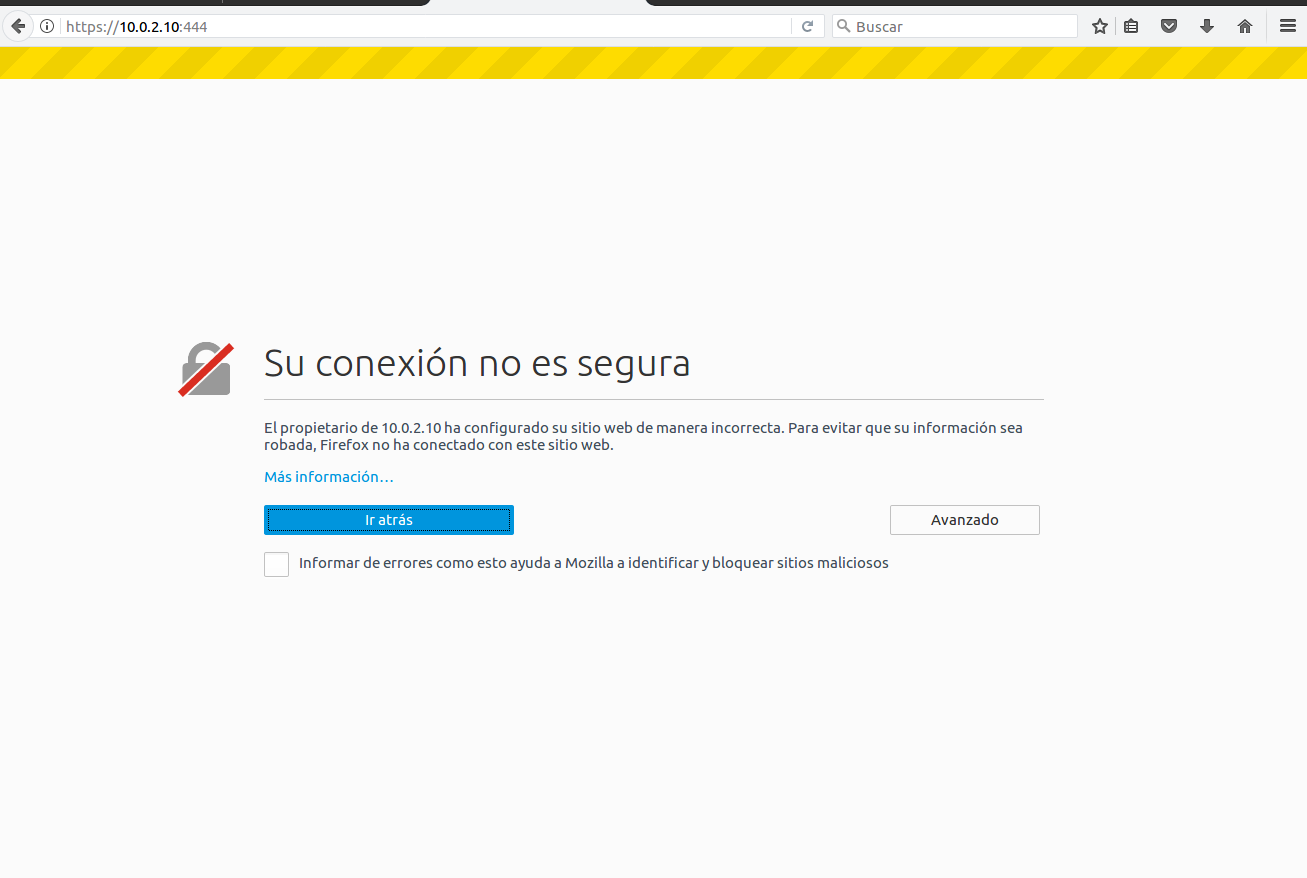 https://10.0.2.10:444
Buscar
Su conexión no es segura
El propietario de 10.0.2.10 ha configurado su sitio web de manera incorrecta. Para evitar que su información sea
robada, Firefox no ha conectado con este sitio web.
Más información…
Ir atrás
Avanzado
Informar de errores como esto ayuda a Mozilla a identificar y bloquear sitios maliciosos